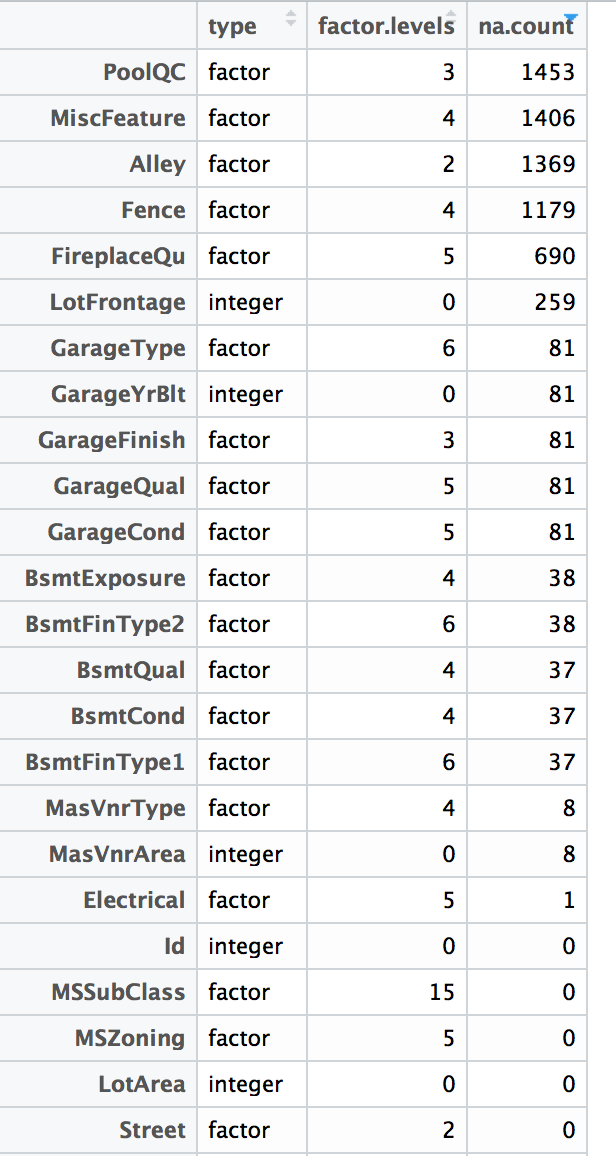 type factor.levels na.count
PoolQC factor 3 1453
MiscFeature factor 4 1406
Alley factor 2 1369
Fence factor 4 1179
FireplaceQu factor 5 690
LotFrontage integer 0 259
GarageType factor 6 81
GarageYrBlt integer 0 81
GarageFinish factor 3 81
GarageQual factor 5 81
GarageCond factor 5 81
BsmtExposure factor 4 38
BsmtFinType2 factor 6 38
BsmtQual factor 4 37
BsmtCond factor 4 37
BsmtFinType1 factor 6 37
MasVnrType factor 4 8
MasVnrArea integer 0 8
Electrical factor 5 1
Id integer 0 0
MSSubClass factor 15 0
MSZoning factor 5 0
LotArea integer 0 0
Street factor 2 0